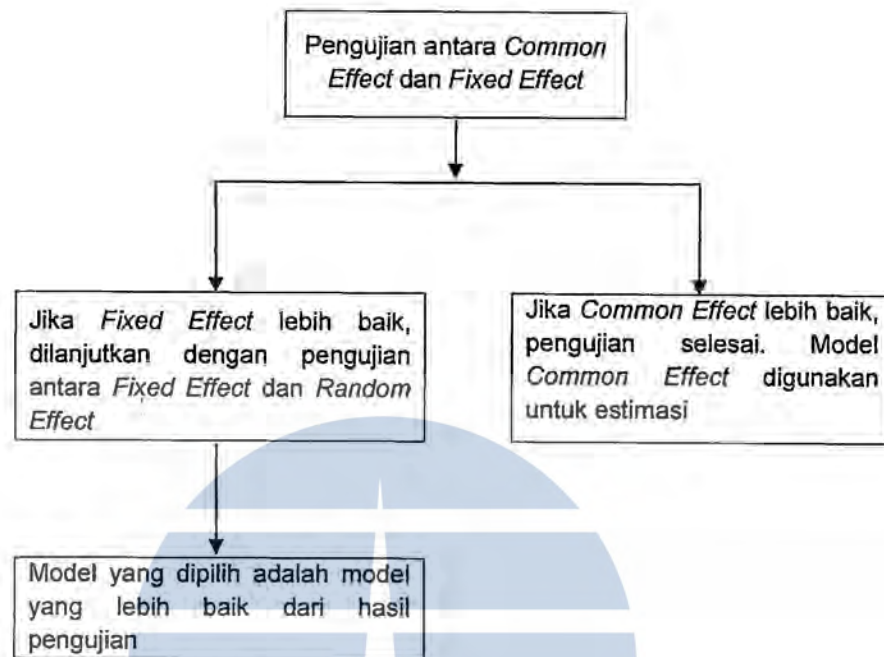 Pengujian antara Common
Effect dan Fixed Effect
Jika Fixed Effect lebih baik,
dilanjutkan dengan pengujian
antara Fixed Effect dan Random
Effect
Jika Common Effect lebih baik,
pengujian selesai. Model
Common Effect digunakan
untuk estimasi
Model yang dipilih adalah model
yang lebih baik dari hasil
pengujian